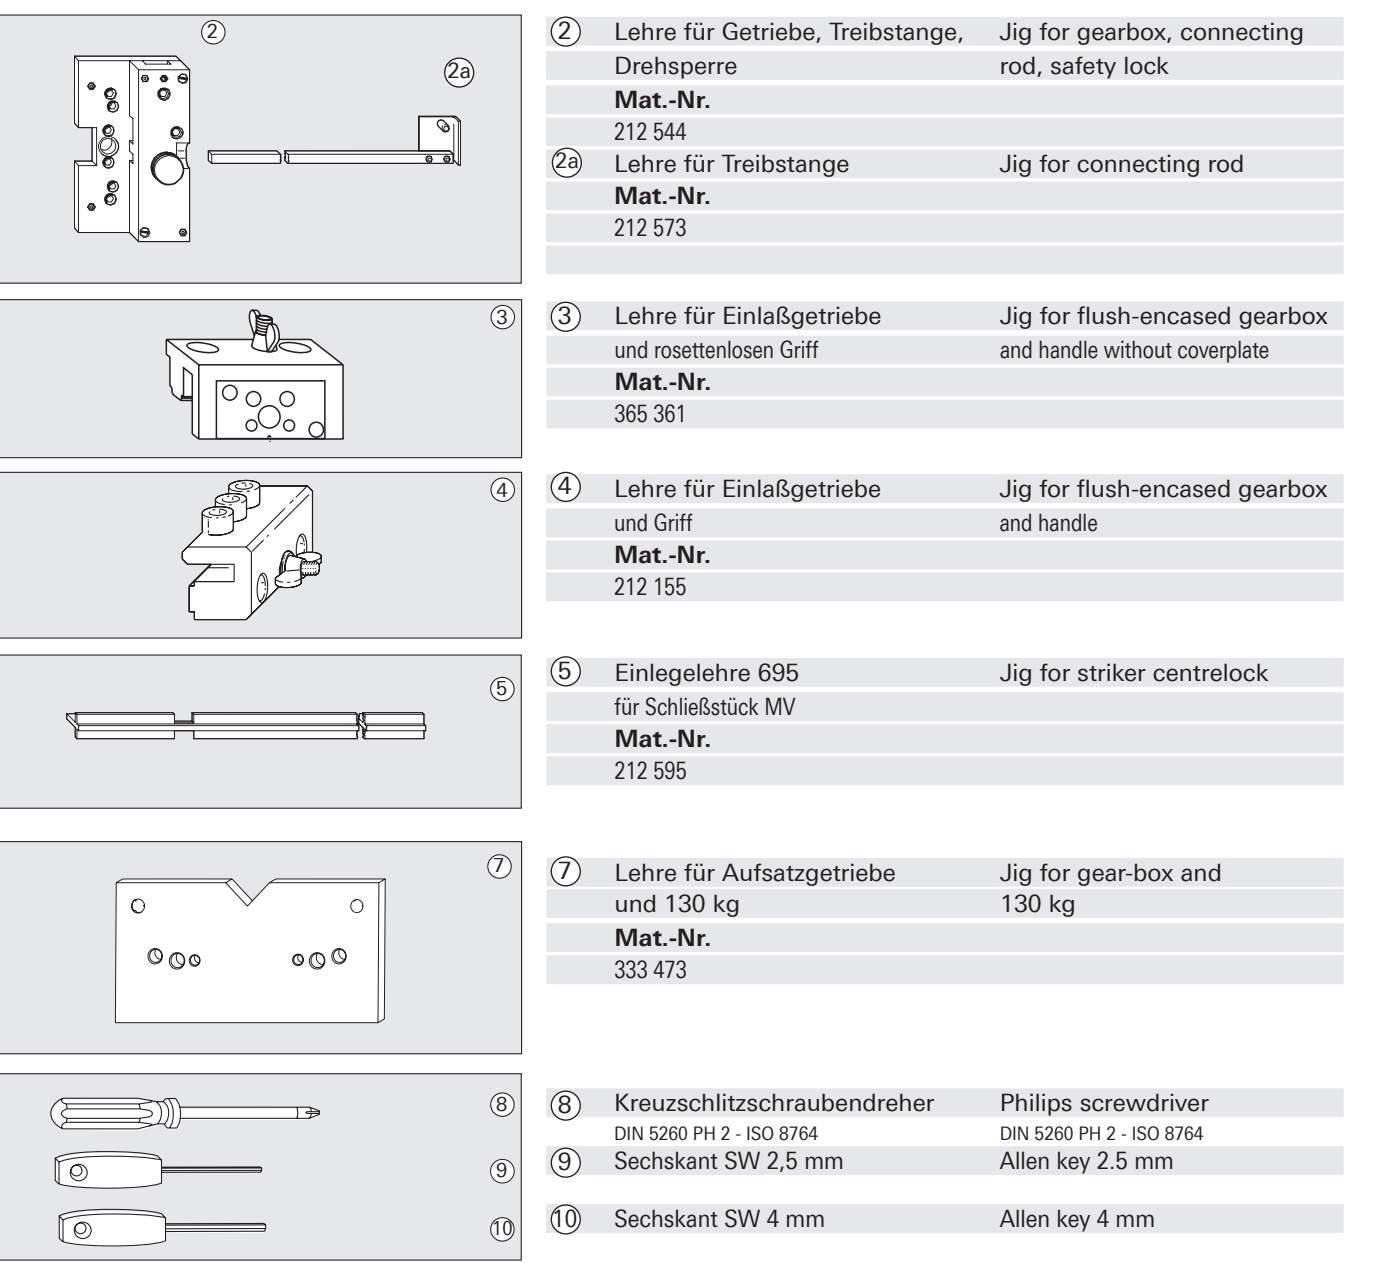 2
2a
2 Lehre für Getriebe, Treibstange, Jig for gearbox, connecting
Drehsperre rod, safety lock
Mat.-Nr.
212 544
2a Lehre für Treibstange Jig for connecting rod
Mat.-Nr.
212 573
3
3 Lehre für Einlaßgetriebe Jig for flush-encased gearbox
und rosettenlosen Griff and handle without coverplate
Mat.-Nr.
365 361
4
4 Lehre für Einlaßgetriebe Jig for flush-encased gearbox
und Griff and handle
Mat.-Nr.
212 155
5
5 Einlegelehre 695 Jig for striker centrelock
für Schließstück MV
Mat.-Nr.
212 595
7
7 Lehre für Aufsatzgetriebe Jig for gear-box and
und 130 kg 130 kg
Mat.-Nr.
333 473
8
9
10
8 Kreuzschlitzschraubendreher Philips screwdriver
DIN 5260 PH 2 - ISO 8764 DIN 5260 PH 2 - ISO 8764
9 Sechskant SW 2,5 mm Allen key 2.5 mm
10 Sechskant SW 4 mm Allen key 4 mm